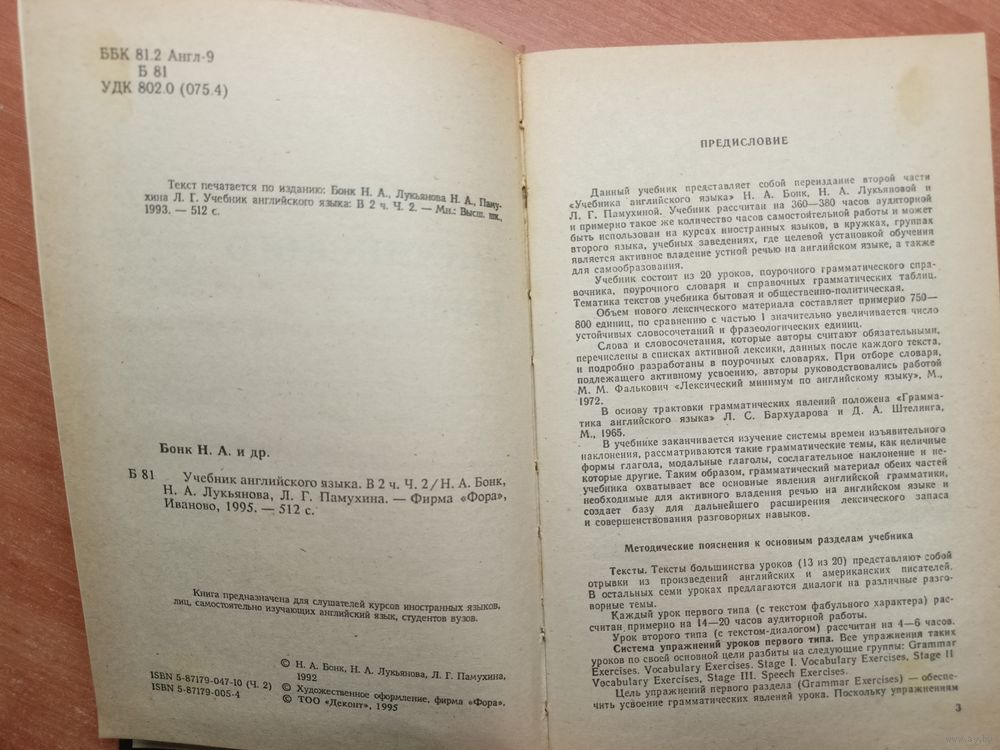 ББК 81.2 Англ-9
Б 81
УДК 802.0 (075.4)
Текст печатается по изданию: Бонк Н. А., Лукьянова Н. А., Паму-
хина Л. Г. Учебник английского языка: В 2 ч. Ч. 2. — Мн.: Высш. шк.,
1993. — 512 с.
Бонк Н. А. и др.
Б 81 Учебник английского языка. В 2 ч. Ч. 2/Н. А. Бонк,
Н. А. Лукьянова, Л. Г. Памухина. — Фирма «Фора»,
Иваново, 1995. — 512 с.
Книга предназначена для слушателей курсов иностранных языков,
лиц, самостоятельно изучающих английский язык, студентов вузов.
© Н. А. Бонк, Н. А. Лукьянова, Л. Г. Памухина,
1992
ISBN 5-87179-047-10 (Ч. 2) © Художественное оформление, фирма «Фора»,
ISBN 5-87179-005-4 © ТОО «Деконт», 1995
ПРЕДИСЛОВИЕ
Данный учебник представляет собой переиздание второй части
«Учебника английского языка» Н. А. Бонк, Н. А. Лукьяновой и
Л. Г. Памухиной. Учебник рассчитан на 360—380 часов аудиторной
и примерно такое же количество часов самостоятельной работы и может
быть использован на курсах иностранных языков, в кружках, группах
второго языка, учебных заведениях, где целевой установкой обучения
является активное владение устной речью на английском языке, а также
для самообразования.
Учебник состоит из 20 уроков, поурочного грамматического спра-
вочника, поурочного словаря и справочных грамматических таблиц.
Тематика текстов учебника бытовая и общественно-политическая.
Объем нового лексического материала составляет примерно 750—
800 единиц, по сравнению с частью 1 значительно увеличивается число
устойчивых словосочетаний и фразеологических единиц.
Слова и словосочетания, которые авторы считают обязательными,
перечислены в списках активной лексики, данных после каждого текста,
и подробно разработаны в поурочных словарях. При отборе словаря,
подлежащего активному усвоению, авторы руководствовались работой
М. М. Фалькович «Лексический минимум по английскому языку», М.,
1972.
В основу трактовки грамматических явлений положена «Грамма-
тика английского языка» Л. С. Бархударова и Д. А. Штелинга,
М., 1965.
В учебнике заканчивается изучение системы времен изъявительного
наклонения, рассматриваются такие грамматические темы, как неличные
формы глагола, модальные глаголы, сослагательное наклонение и не-
которые другие. Таким образом, грамматический материал обеих частей
учебника охватывает все основные явления английской грамматики,
необходимые для активного владения речью на английском языке и
создает базу для дальнейшего расширения лексического запаса
и совершенствования разговорных навыков.
Методические пояснения к основным разделам учебника
Тексты. Тексты большинства уроков (13 из 20) представляют собой
отрывки из произведений английских и американских писателей.
В остальных семи уроках предлагаются диалоги на различные разго-
ворные темы.
Каждый урок первого типа (с текстом фабульного характера) рас-
считан примерно на 14—20 часов аудиторной работы.
Урок второго типа (с текстом-диалогом) рассчитан на 4—6 часов.
Система упражнений уроков первого типа. Все упражнения таких
уроков по своей основной цели разбиты на следующие группы: Grammar
Exercises. Vocabulary Exercises. Stage I. Vocabulary Exercises, Stage II
Vocabulary Exercises, Stage III. Speech Exercises.
Цель упражнений первого раздела (Grammar Exercises) — обеспе-
чить усвоение грамматических явлений урока. Поскольку упражнениям
3